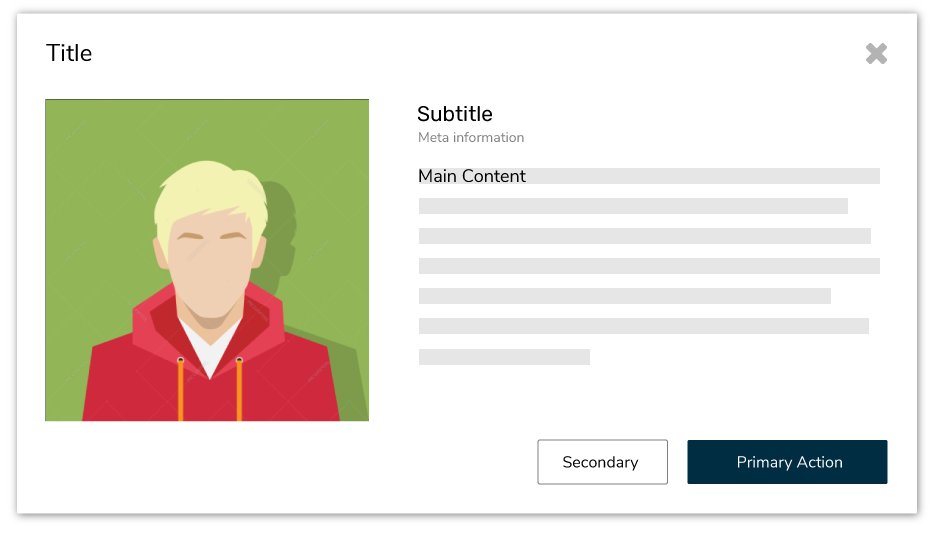 Title
Subtitle
Meta information
Main Content
Secondary
Primary Action